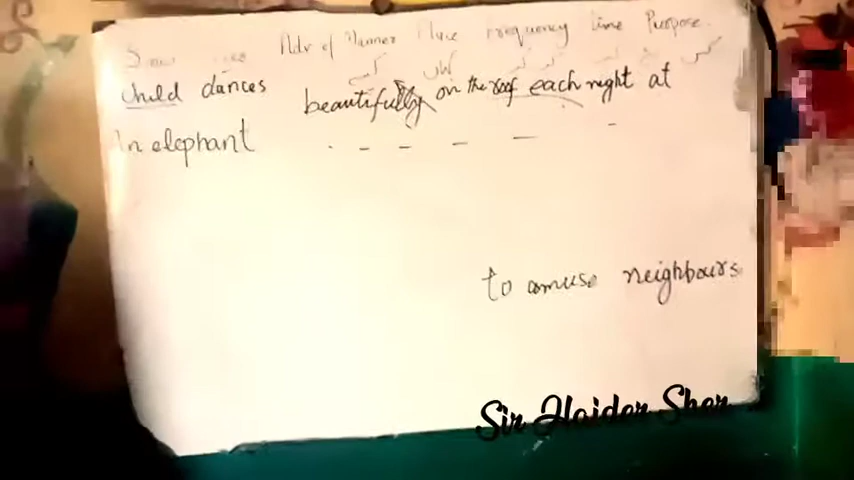 Adv of Manner Place Frequency time Purpose
child dances beautifully on the roof each night at
An elephant
to amuse neighbours
Sir Haider Sher